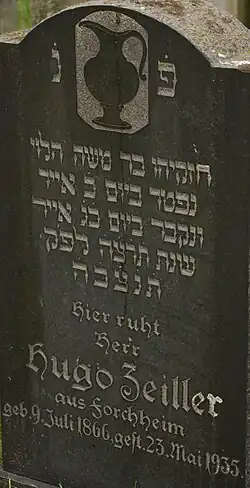 פ נ
חזקיהו בר משה הלוי
נפטר ביום כ אייר
ונקבר ביום כג אייר
שנת תרצה לפק
תנצבה
Hier ruht
Herr
Hugo Zeiller
aus Forchheim
geb. 9. Juli 1866, gest. 23. Mai 1935.